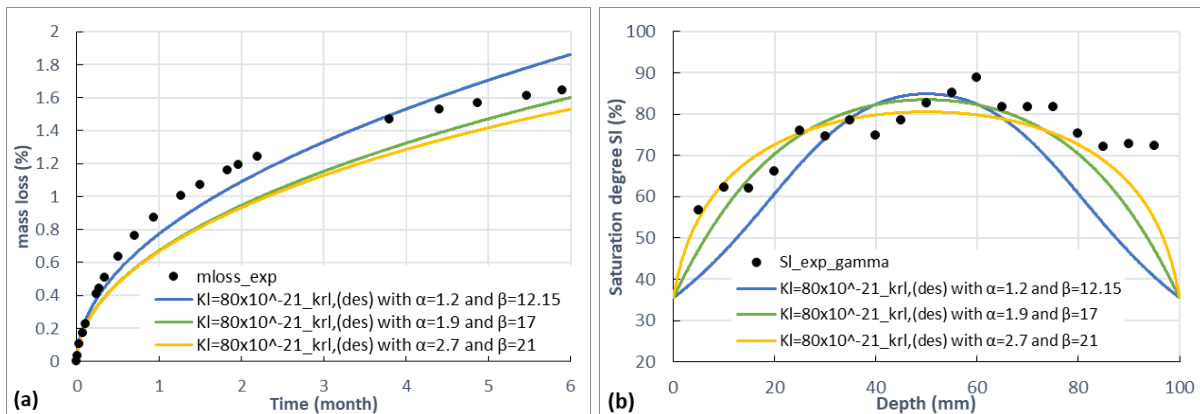 2
1.8
1.6
1.4
1.2
1
0.8
0.6
0.4
0.2
0
mass loss (%)
mloss_exp
Kl=80x10^-21_krl,(des) with α=1.2 and β=12.15
Kl=80x10^-21_krl,(des) with α=1.9 and β=17
Kl=80x10^-21_krl,(des) with α=2.7 and β=21
0 1 2 3 4 5 6
Time (month)
(a)
100
90
80
70
60
50
40
30
20
10
Saturation degree Sl (%)
Sl_exp_gamma
Kl=80x10^-21_krl,(des) with α=1.2 and β=12.15
Kl=80x10^-21_krl,(des) with α=1.9 and β=17
Kl=80x10^-21_krl,(des) with α=2.7 and β=21
0 20 40 60 80 100
Depth (mm)
(b)